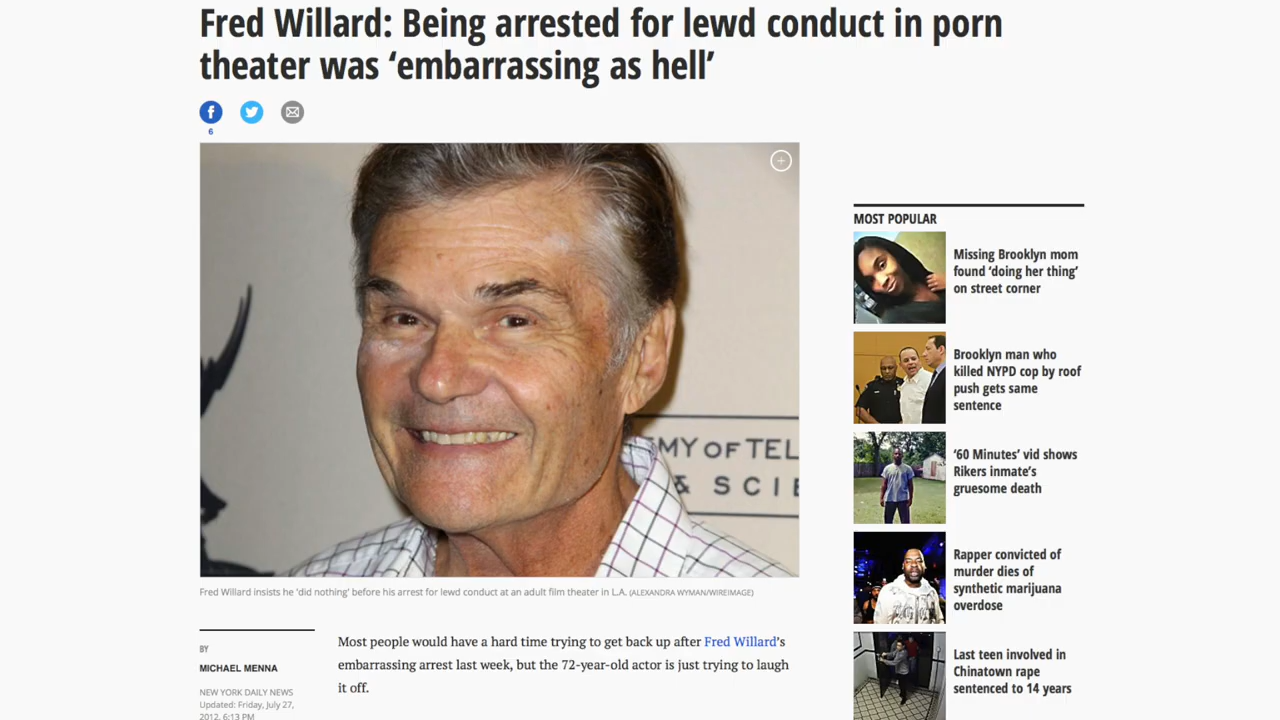 Fred Willard: Being arrested for lewd conduct in porn
theater was ‘embarrassing as hell’
6
MY OF TEL
& SCIE
Fred Willard insists he 'did nothing' before his arrest for lewd conduct at an adult film theater in L.A. (ALEXANDRA WYMAN/WIREIMAGE)
BY
MICHAEL MENNA
NEW YORK DAILY NEWS
Updated: Friday, July 27,
2012, 6:13 PM
Most people would have a hard time trying to get back up after Fred Willard's
embarrassing arrest last week, but the 72-year-old actor is just trying to laugh
it off.
MOST POPULAR
Missing Brooklyn mom
found ‘doing her thing’
on street corner
Brooklyn man who
killed NYPD cop by roof
push gets same
sentence
‘60 Minutes’ vid shows
Rikers inmate’s
gruesome death
Rapper convicted of
murder dies of
synthetic marijuana
overdose
Last teen involved in
Chinatown rape
sentenced to 14 years